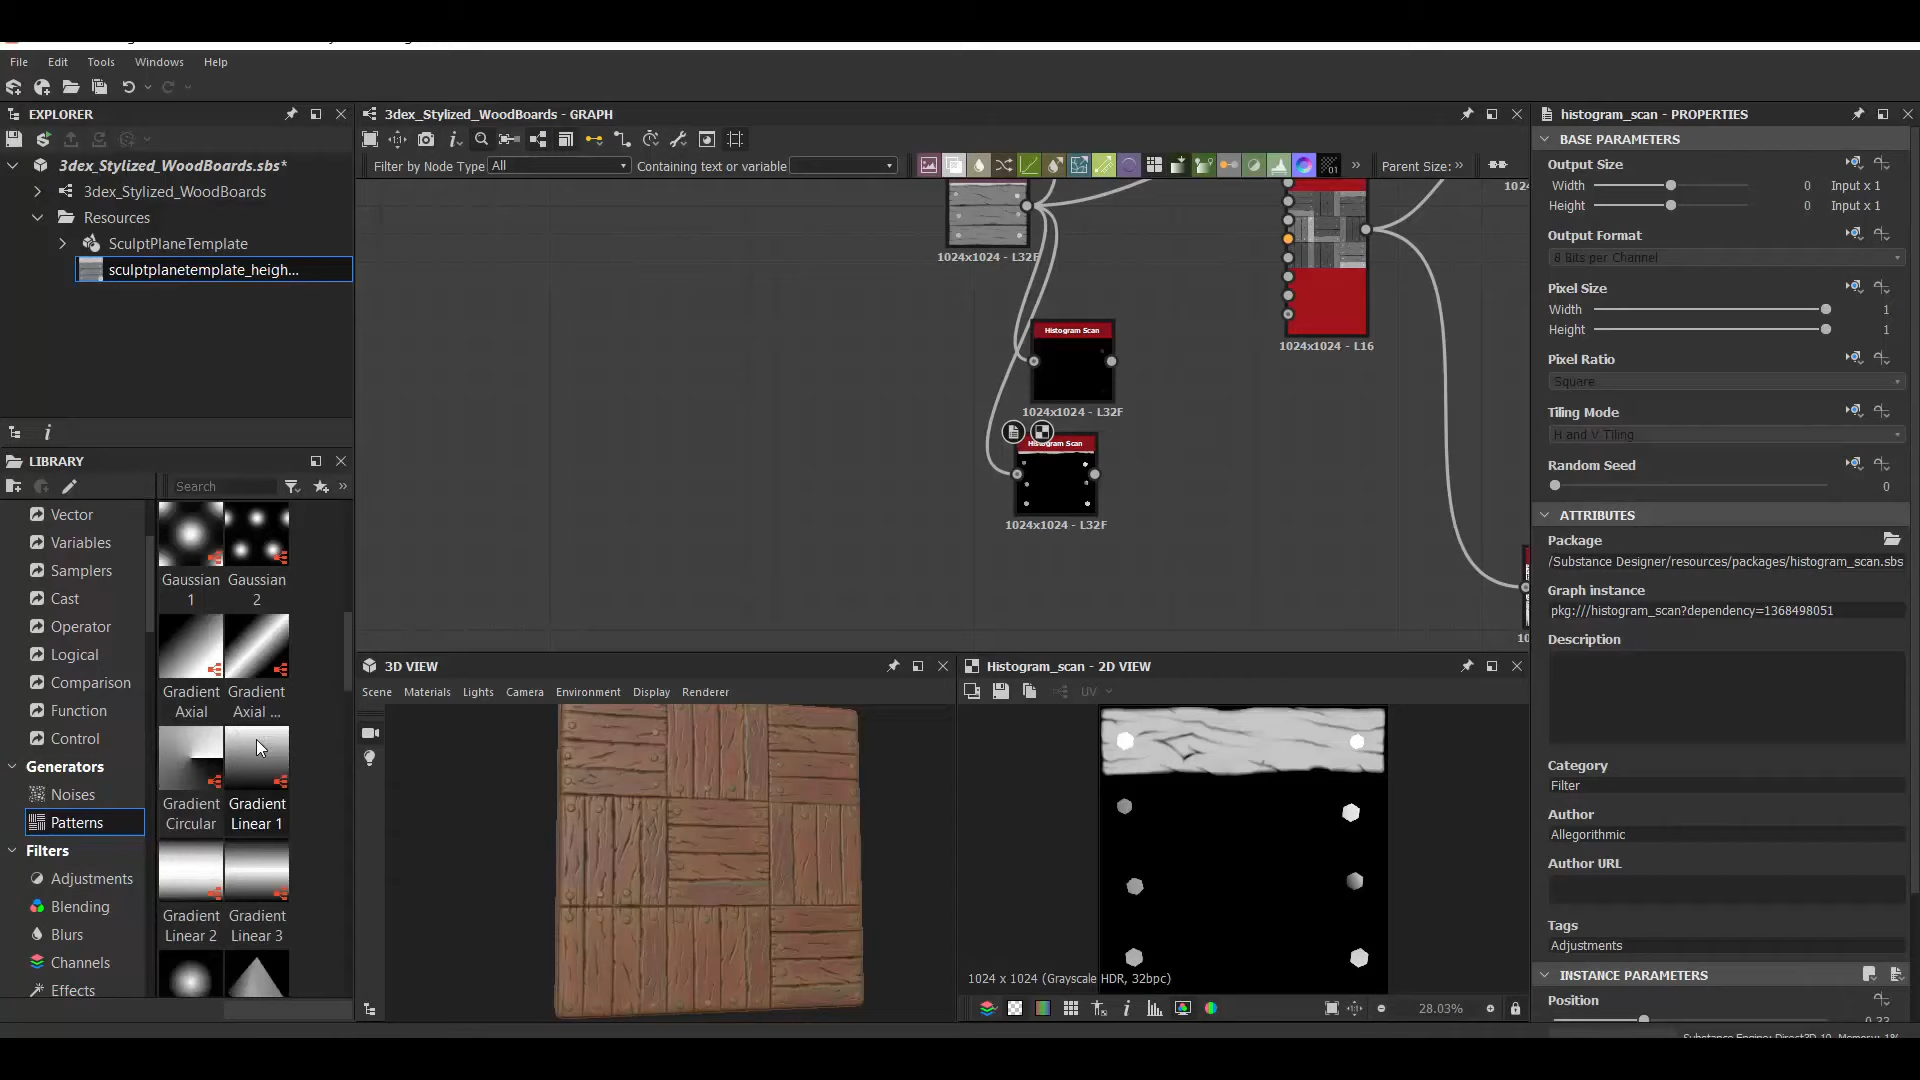 File Edit Tools Windows Help
EXPLORER
3dex_Stylized_WoodBoards.sbs*
3dex_Stylized_WoodBoards
Resources
SculptPlaneTemplate
sculptplanetemplate_heigh...
LIBRARY
Search
Vector
Variables
Samplers
Cast
Operator
Logical
Comparison
Function
Control
Generators
Noises
Patterns
Filters
Adjustments
Blending
Blurs
Channels
Effects
Gaussian 1
Gaussian 2
Gradient Axial
Gradient Axial ...
Gradient Circular
Gradient Linear 1
Gradient Linear 2
Gradient Linear 3
3dex_Stylized_WoodBoards - GRAPH
Filter by Node Type All Containing text or variable Parent Size:
1024x1024 - L32F
Histogram Scan
1024x1024 - L32F
Histogram Scan
1024x1024 - L32F
1024x1024 - L16
3D VIEW
Scene Materials Lights Camera Environment Display Renderer
Histogram_scan - 2D VIEW
UV
1024 x 1024 (Grayscale HDR, 32bpc)
28.03%
histogram_scan - PROPERTIES
BASE PARAMETERS
Output Size
Width 0 Input x 1
Height 0 Input x 1
Output Format
8 Bits per Channel
Pixel Size
Width 1
Height 1
Pixel Ratio
Square
Tiling Mode
H and V Tiling
Random Seed
0
ATTRIBUTES
Package
/Substance Designer/resources/packages/histogram_scan.sbs
Graph instance
pkg:///histogram_scan?dependency=1368498051
Description
Category
Filter
Author
Allegorithmic
Author URL
Tags
Adjustments
INSTANCE PARAMETERS
Position